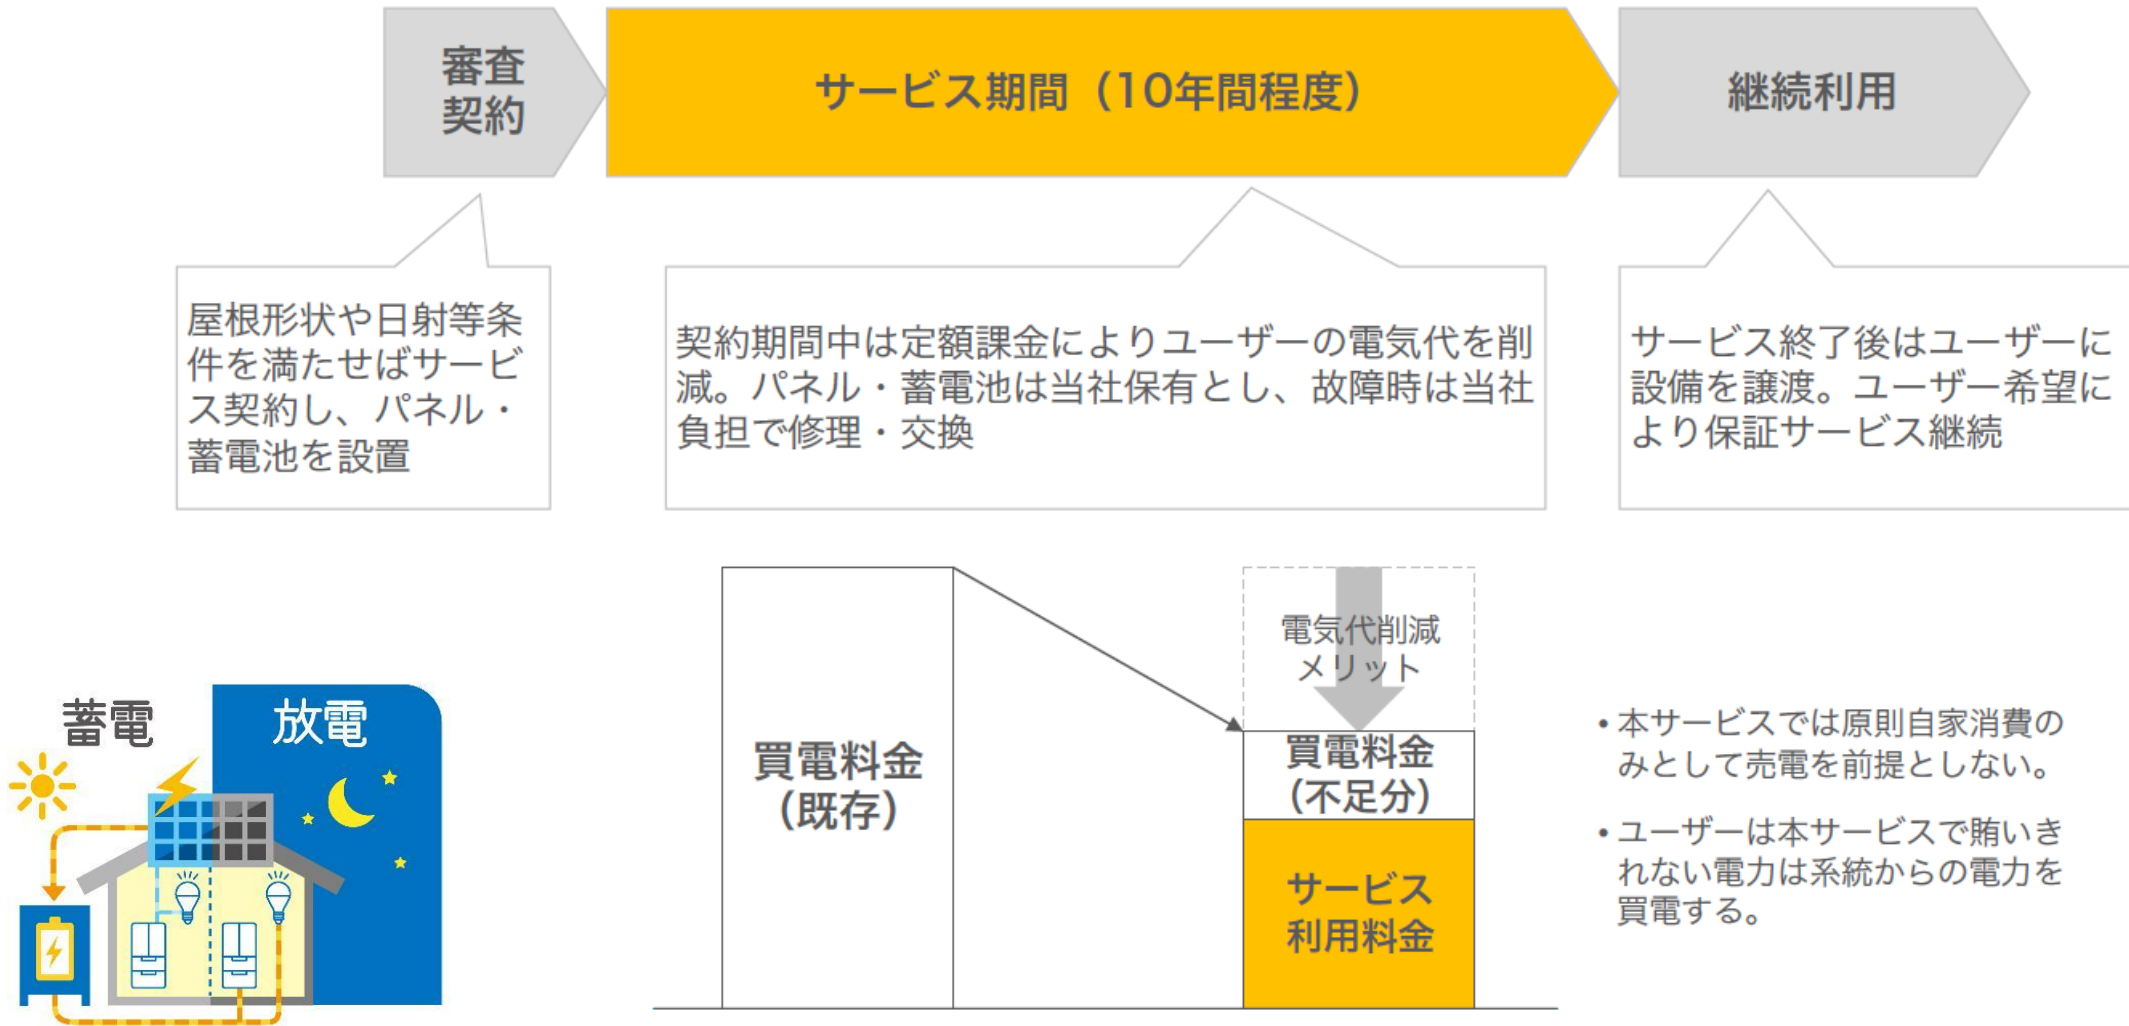 審査
契約
サービス期間（10年間程度）
継続利用
屋根形状や日射等条
件を満たせばサービ
ス契約し、パネル・
蓄電池を設置
契約期間中は定額課金によりユーザーの電気代を削
減。パネル・蓄電池は当社保有とし、故障時は当社
負担で修理・交換
サービス終了後はユーザーに
設備を譲渡。ユーザー希望に
より保証サービス継続
蓄電
放電
買電料金
（既存）
電気代削減
メリット
買電料金
（不足分）
サービス
利用料金
• 本サービスでは原則自家消費の
みとして売電を前提としない。
• ユーザーは本サービスで賄いき
れない電力は系統からの電力を
買電する。